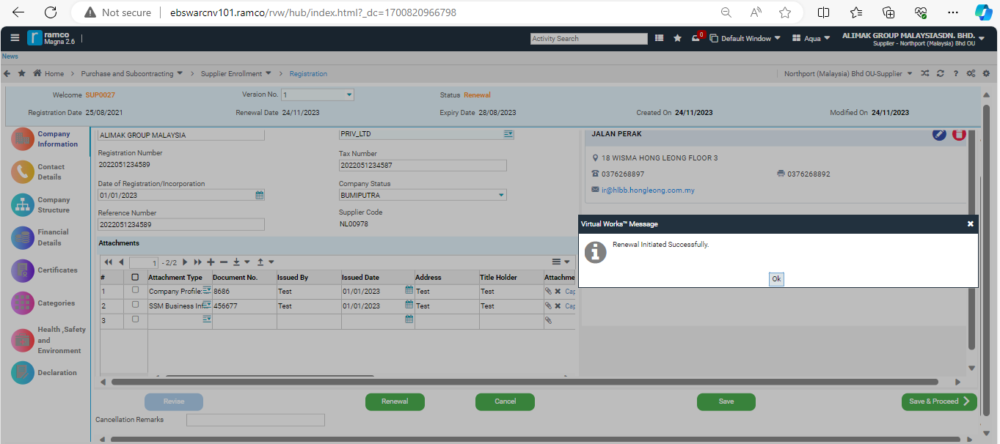 Not secure | ebswarcnv101.ramco/rvw/hub/index.html?_dc=1700820966798
ramco
Magna 2.6
Activity Search
0
Default Window
Aqua
ALIMAK GROUP MALAYSIASDN. BHD.
Supplier - Northport (Malaysia) Bhd OU
News
Home > Purchase and Subcontracting > Supplier Enrollment > Registration
Northport (Malaysia) Bhd OU-Supplier
Welcome SUP0027
Version No. 1
Status Renewal
Registration Date 25/08/2021
Renewal Date 24/11/2023
Expiry Date 28/08/2023
Created On 24/11/2023
Modified On 24/11/2023
Company
Information
Contact
Details
Company
Structure
Financial
Details
Certificates
Categories
Health ,Safety
and
Environment
Declaration
ALIMAK GROUP MALAYSIA
PRIV_LTD
Registration Number
2022051234589
Tax Number
2022051234587
Date of Registration/Incorporation
01/01/2023
Company Status
BUMIPUTRA
Reference Number
2022051234589
Supplier Code
NL00978
JALAN PERAK
18 WISMA HONG LEONG FLOOR 3
0376268897
0376268892
ir@hlbb.hongleong.com.my
Attachments
1 - 2/2
# Attachment Type Document No. Issued By Issued Date Address Title Holder Attachme
1 Company Profile: 8686 Test 01/01/2023 Test Test Cap
2 SSM Business Inf 456677 Test 01/01/2023 Test Test Cap
3
Virtual Works™ Message
Renewal Initiated Successfully.
Ok
Revise
Renewal
Cancel
Save
Save & Proceed
Cancellation Remarks